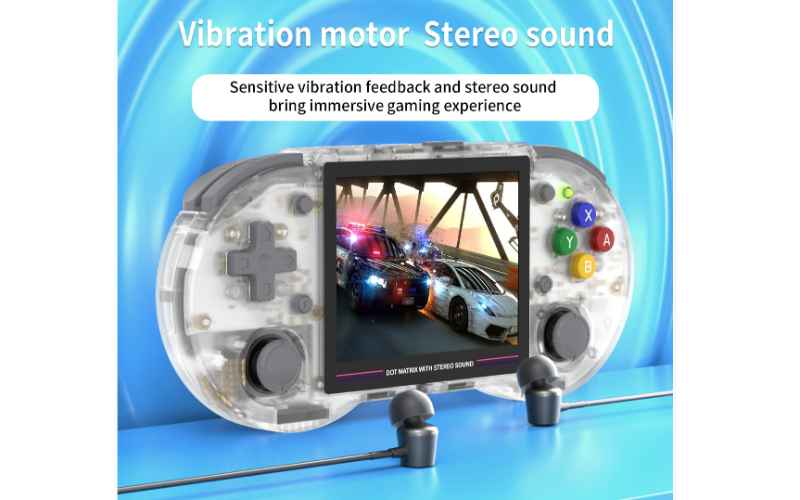 Vibration motor Stereo sound
Sensitive vibration feedback and stereo sound
bring immersive gaming experience
X
Y A
B
DOT MATRIX WITH STEREO SOUND